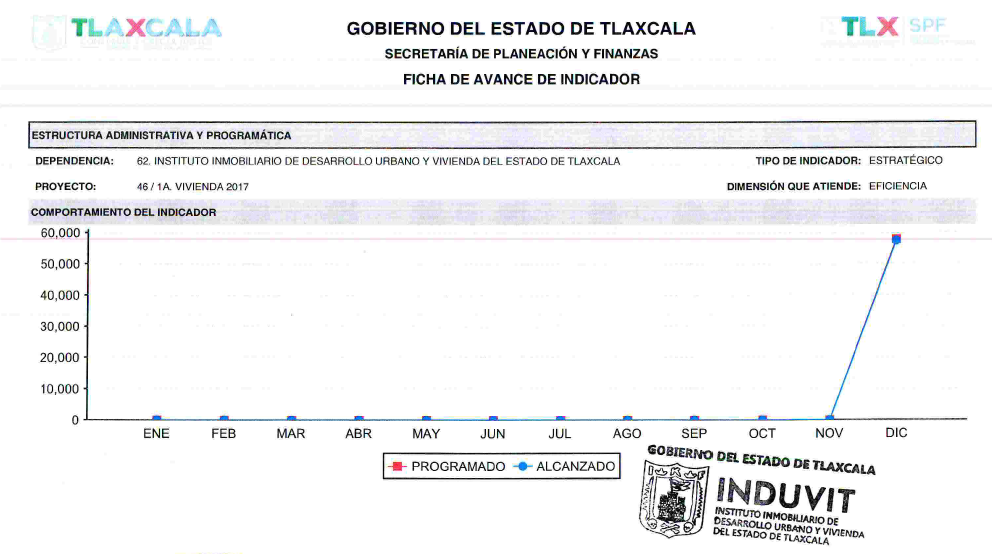 TLAXCALA
GOBIERNO DEL ESTADO DE TLAXCALA
TLX SPF
SECRETARÍA DE PLANEACIÓN Y FINANZAS
FICHA DE AVANCE DE INDICADOR
ESTRUCTURA ADMINISTRATIVA Y PROGRAMÁTICA
DEPENDENCIA: 62. INSTITUTO INMOBILIARIO DE DESARROLLO URBANO Y VIVIENDA DEL ESTADO DE TLAXCALA TIPO DE INDICADOR: ESTRATÉGICO
PROYECTO: 46 / 1A. VIVIENDA 2017 DIMENSIÓN QUE ATIENDE: EFICIENCIA
COMPORTAMIENTO DEL INDICADOR
60,000
50,000
40,000
30,000
20,000
10,000
0
ENE FEB MAR ABR MAY JUN JUL AGO SEP OCT NOV DIC
PROGRAMADO ALCANZADO
GOBIERNO DEL ESTADO DE TLAXCALA
INDUVIT
INSTITUTO INMOBILIARIO DE
DESARROLLO URBANO Y VIVIENDA
DEL ESTADO DE TLAXCALA